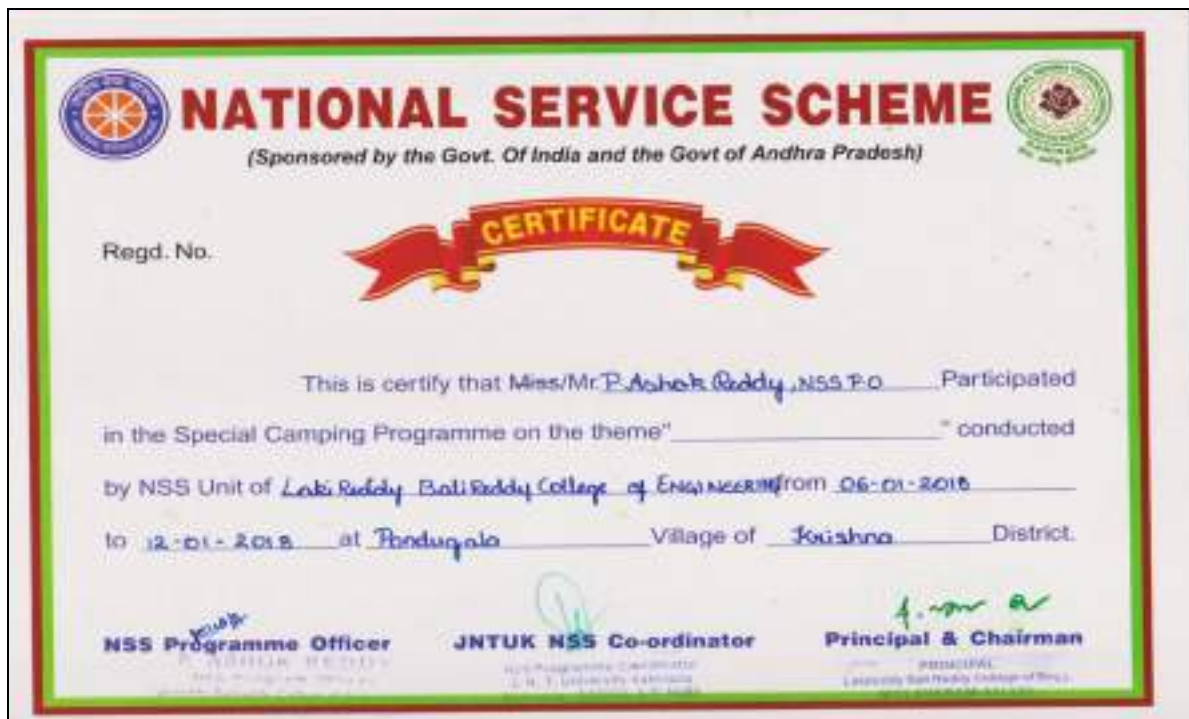 NATIONAL SERVICE SCHEME
(Sponsored by the Govt. Of India and the Govt of Andhra Pradesh)
CERTIFICATE
Regd. No.
This is certify that Miss/Mr. P. Ashok Reddy, NSS P.O Participated
in the Special Camping Programme on the theme" " conducted
by NSS Unit of Laki Reddy Bali Reddy College of ENGINEERING from 06-01-2018
to 12-01-2018 at Pandugala Village of Krishna District.
NSS Programme Officer JNTUK NSS Co-ordinator Principal & Chairman
P. ASHOK REDDY
PRINCIPAL